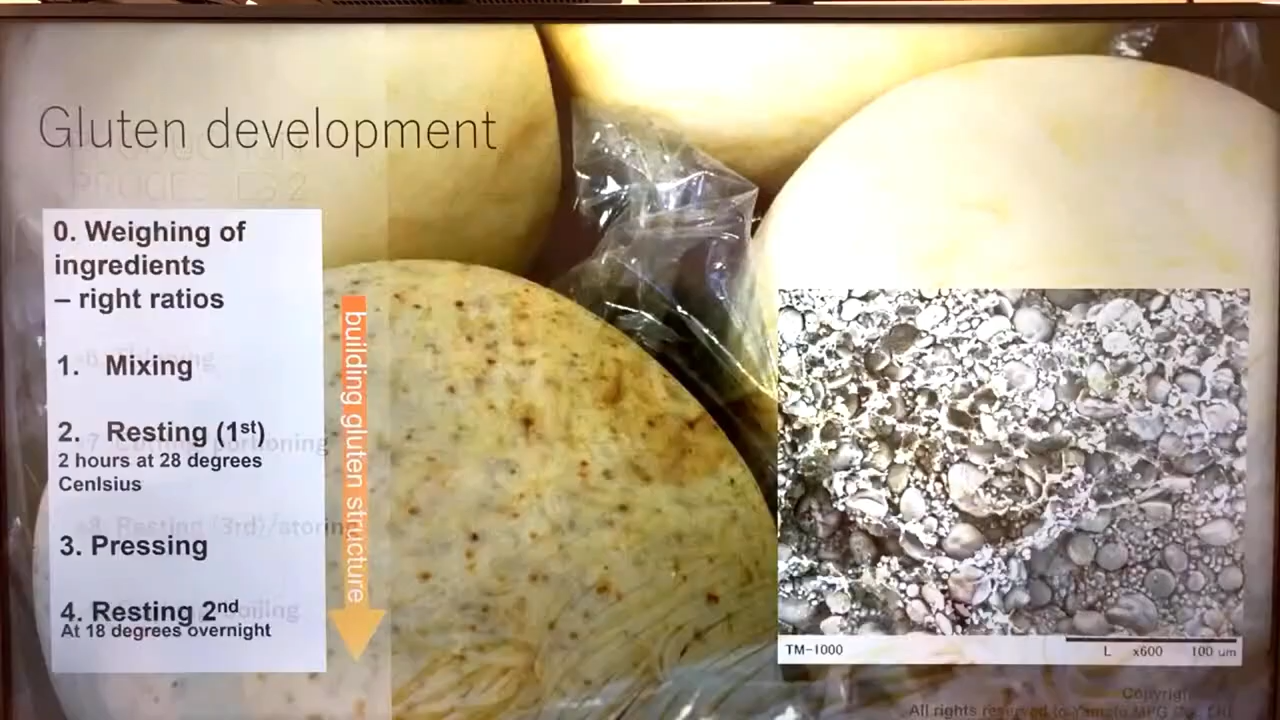 Gluten development
0. Weighing of
ingredients
– right ratios
1. Mixing
2. Resting (1st)
2 hours at 28 degrees
Cenlsius
3. Pressing
4. Resting 2nd
At 18 degrees overnight
building gluten structure
TM-1000
L x600 100 um
All rights reserved to